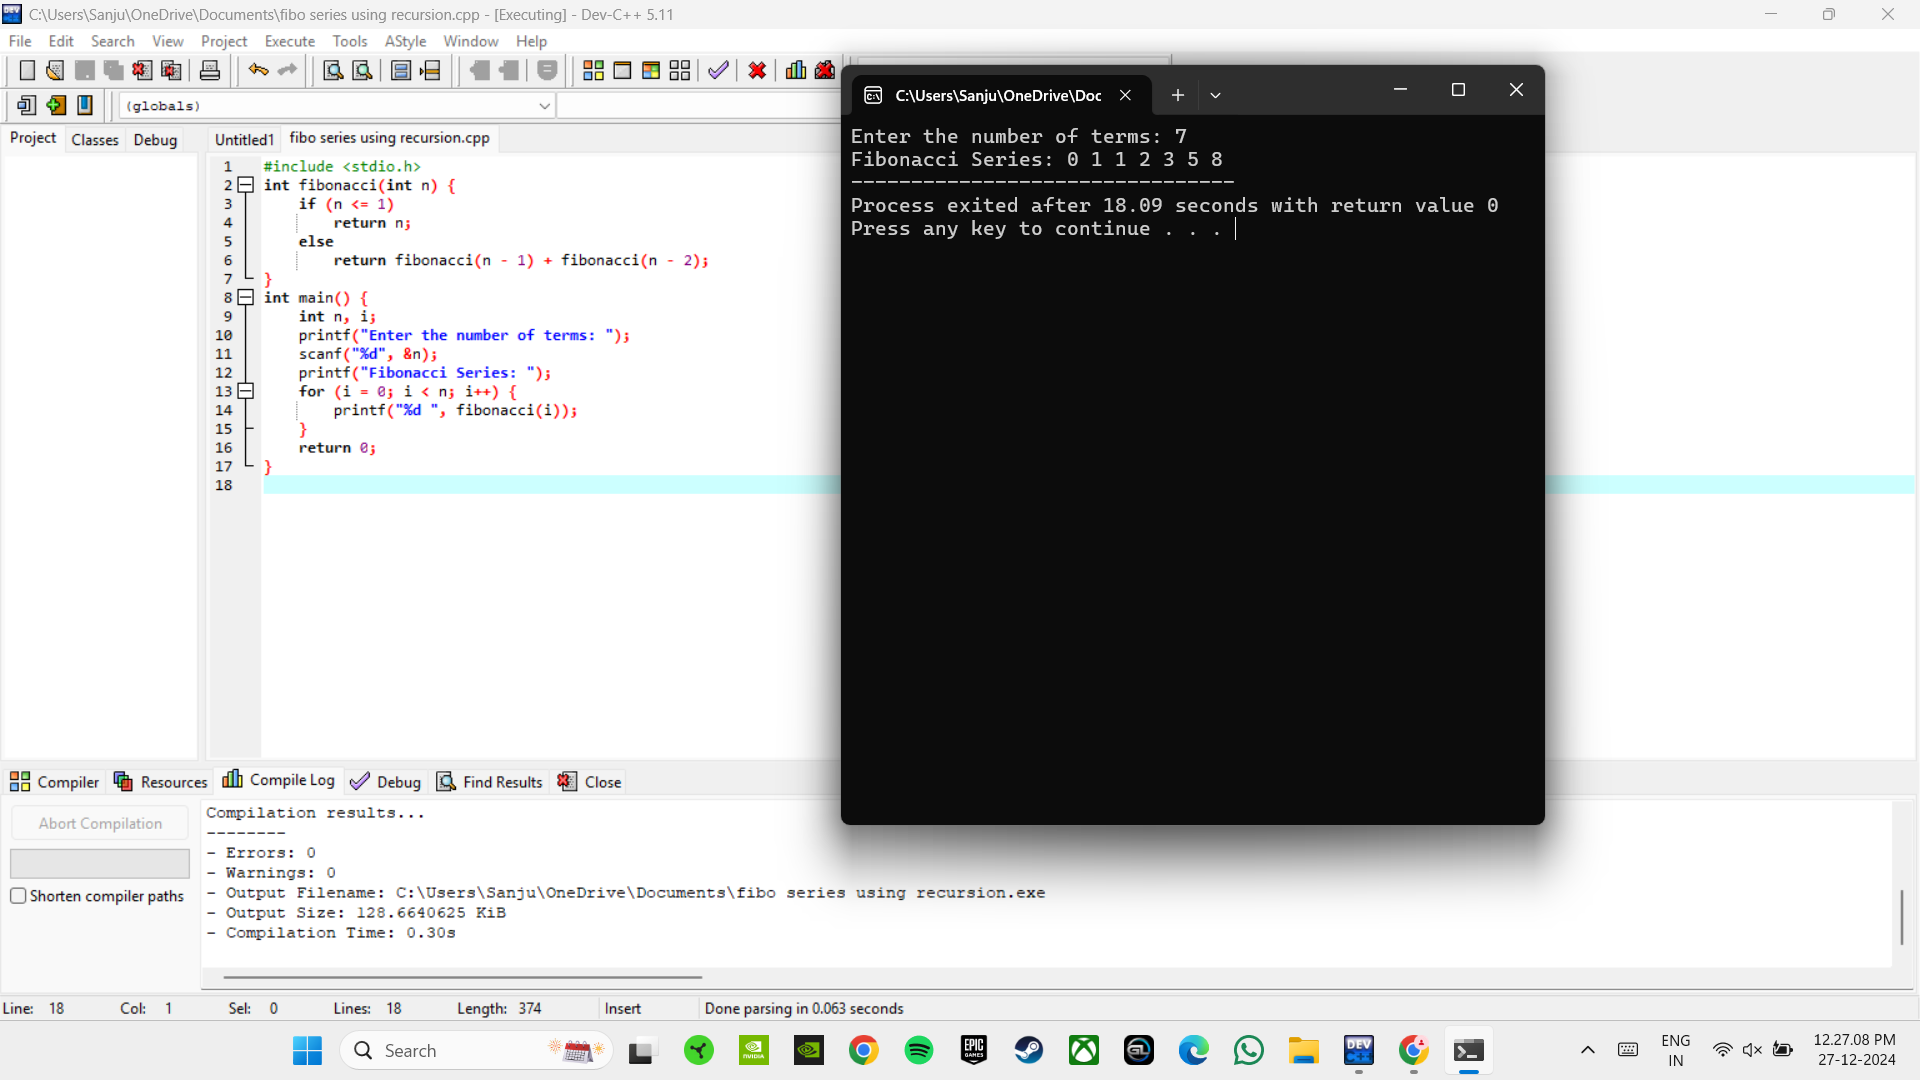 C:\Users\Sanju\OneDrive\Documents\fibo series using recursion.cpp - [Executing] - Dev-C++ 5.11
File Edit Search View Project Execute Tools AStyle Window Help
(globals)
Project Classes Debug
Untitled1 fibo series using recursion.cpp
1 #include <stdio.h>
2 int fibonacci(int n) {
3     if (n <= 1)
4         return n;
5     else
6         return fibonacci(n - 1) + fibonacci(n - 2);
7 }
8 int main() {
9     int n, i;
10     printf("Enter the number of terms: ");
11     scanf("%d", &n);
12     printf("Fibonacci Series: ");
13     for (i = 0; i < n; i++) {
14         printf("%d ", fibonacci(i));
15     }
16     return 0;
17 }
18
C:\Users\Sanju\OneDrive\Doc
Enter the number of terms: 7
Fibonacci Series: 0 1 1 2 3 5 8
--------------------------------
Process exited after 18.09 seconds with return value 0
Press any key to continue . . .
Compiler Resources Compile Log Debug Find Results Close
Abort Compilation
Shorten compiler paths
Compilation results...
--------
- Errors: 0
- Warnings: 0
- Output Filename: C:\Users\Sanju\OneDrive\Documents\fibo series using recursion.exe
- Output Size: 128.6640625 KiB
- Compilation Time: 0.30s
Line: 18 Col: 1 Sel: 0 Lines: 18 Length: 374 Insert Done parsing in 0.063 seconds
Search
NVIDIA
EPIC GAMES
DEV C++
ENG
IN
12.27.08 PM
27-12-2024